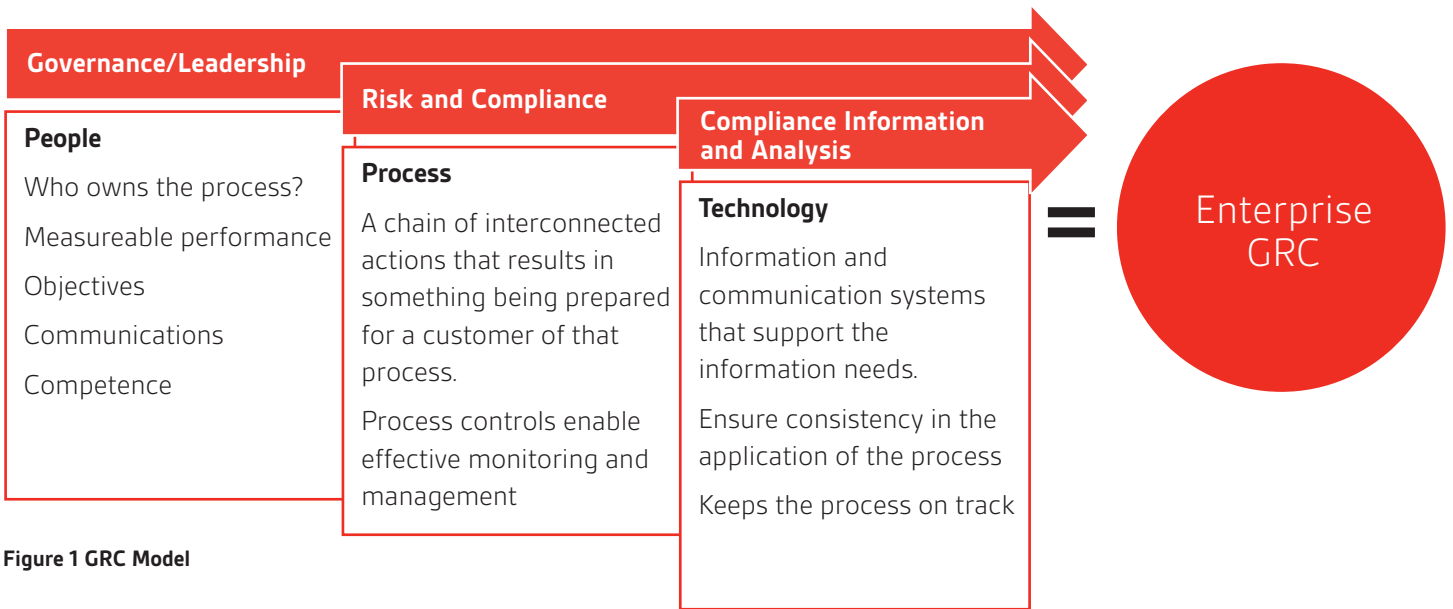 Governance/Leadership
People
Who owns the process?
Measureable performance
Objectives
Communications
Competence
Risk and Compliance
Process
A chain of interconnected
actions that results in
something being prepared
for a customer of that
process.
Process controls enable
effective monitoring and
management
Compliance Information
and Analysis
Technology
Information and
communication systems
that support the
information needs.
Ensure consistency in the
application of the process
Keeps the process on track
=
Enterprise
GRC
Figure 1 GRC Model